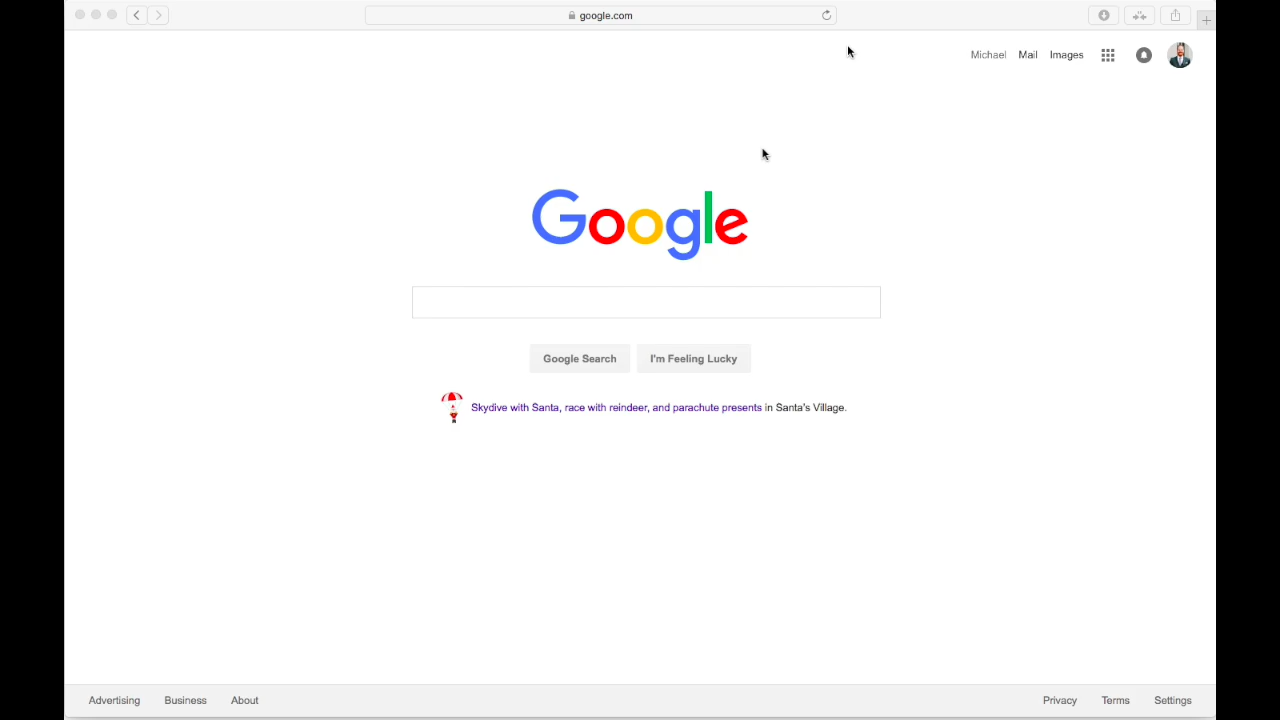 google.com
Michael Mail Images
Google
Google Search I'm Feeling Lucky
Skydive with Santa, race with reindeer, and parachute presents in Santa's Village.
Advertising Business About Privacy Terms Settings